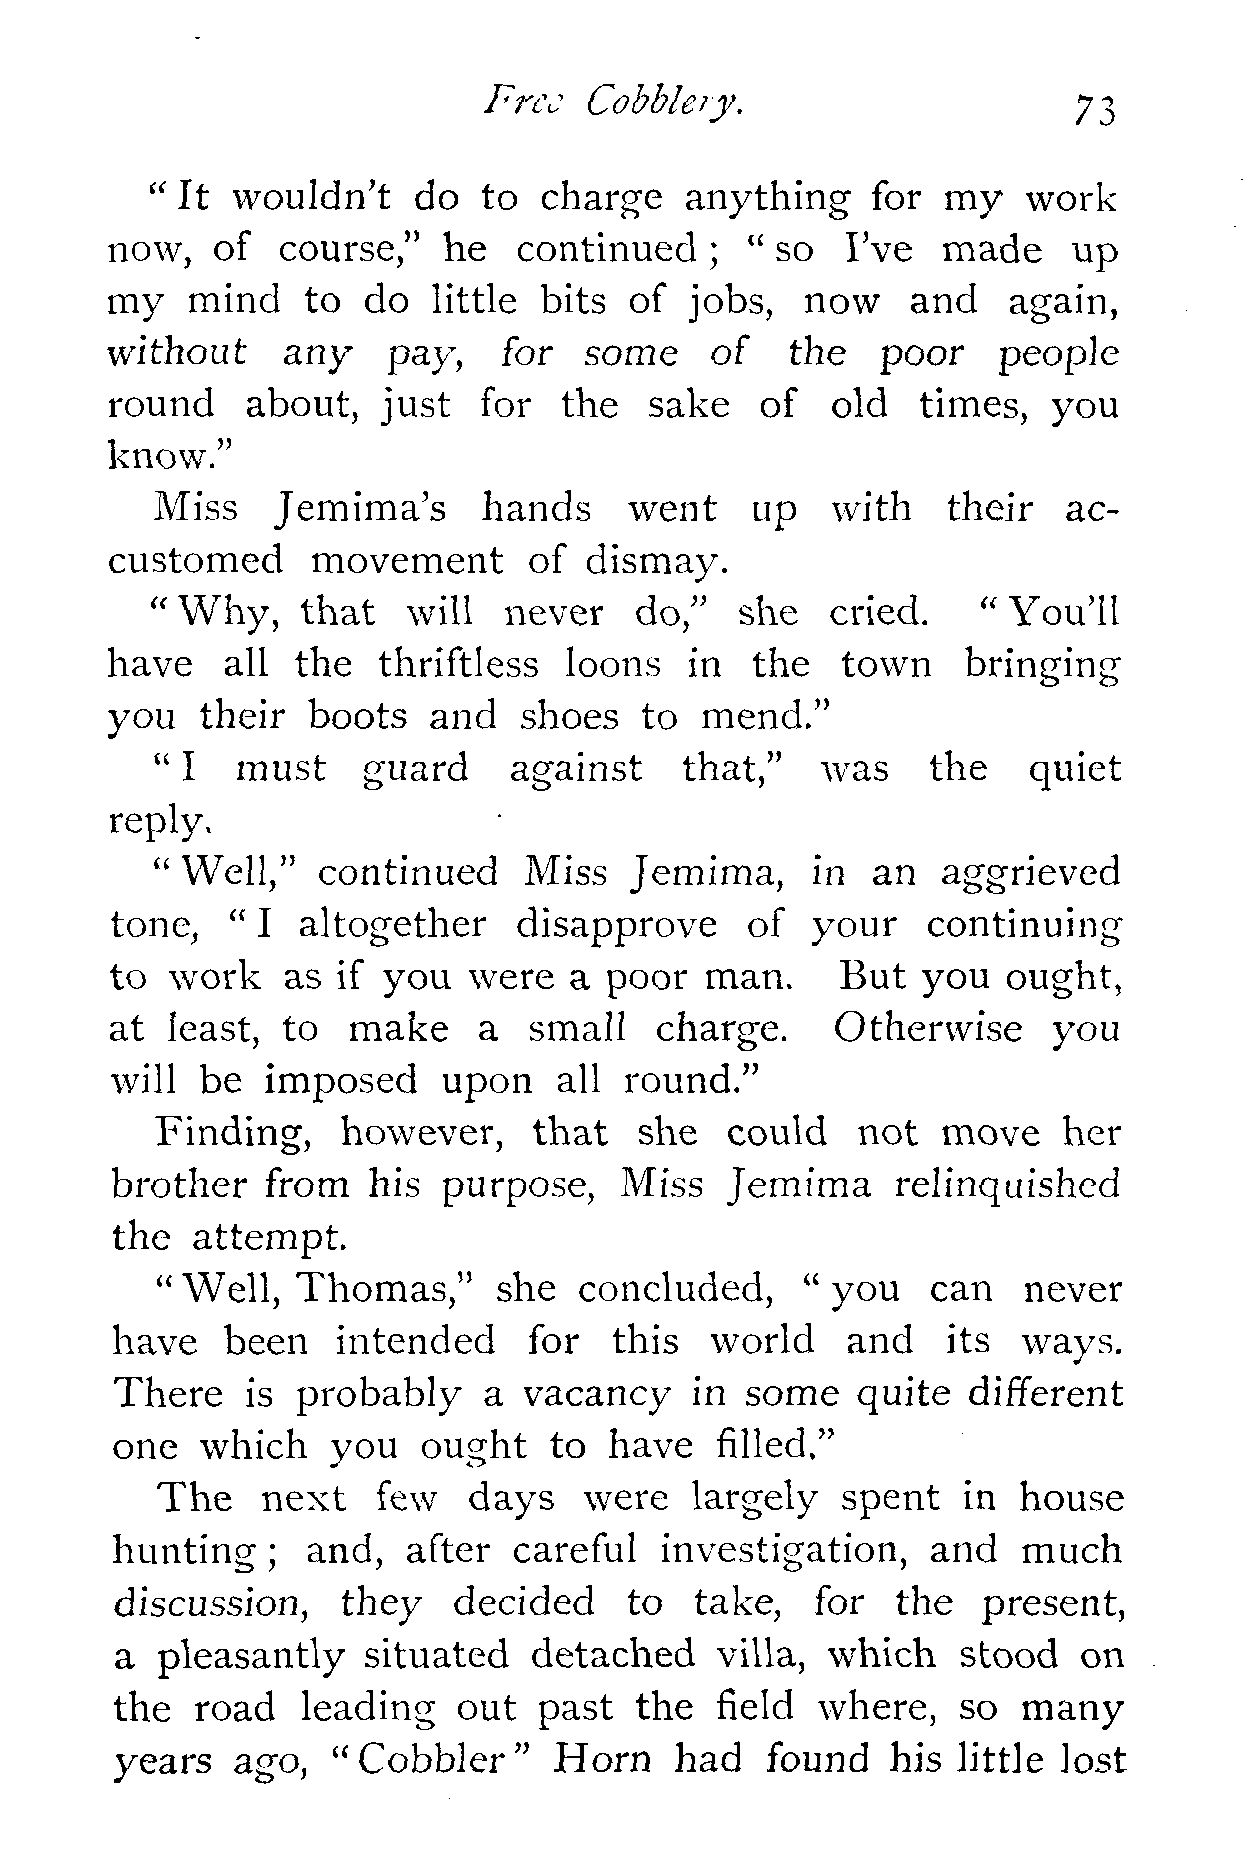 Free Cobblery. 73
" It wouldn't do to charge anything for my work
now, of course," he continued ; " so I've made up
my mind to do little bits of jobs, now and again,
without any pay, for some of the poor people
round about, just for the sake of old times, you
know."
Miss Jemima's hands went up with their ac-
customed movement of dismay.
" Why, that will never do," she cried. " You'll
have all the thriftless loons in the town bringing
you their boots and shoes to mend."
" I must guard against that," was the quiet
reply.
" Well," continued Miss Jemima, in an aggrieved
tone, " I altogether disapprove of your continuing
to work as if you were a poor man. But you ought,
at least, to make a small charge. Otherwise you
will be imposed upon all round."
Finding, however, that she could not move her
brother from his purpose, Miss Jemima relinquished
the attempt.
" Well, Thomas," she concluded, " you can never
have been intended for this world and its ways.
There is probably a vacancy in some quite different
one which you ought to have filled."
The next few days were largely spent in house
hunting ; and, after careful investigation, and much
discussion, they decided to take, for the present,
a pleasantly situated detached villa, which stood on
the road leading out past the field where, so many
years ago, " Cobbler " Horn had found his little lost